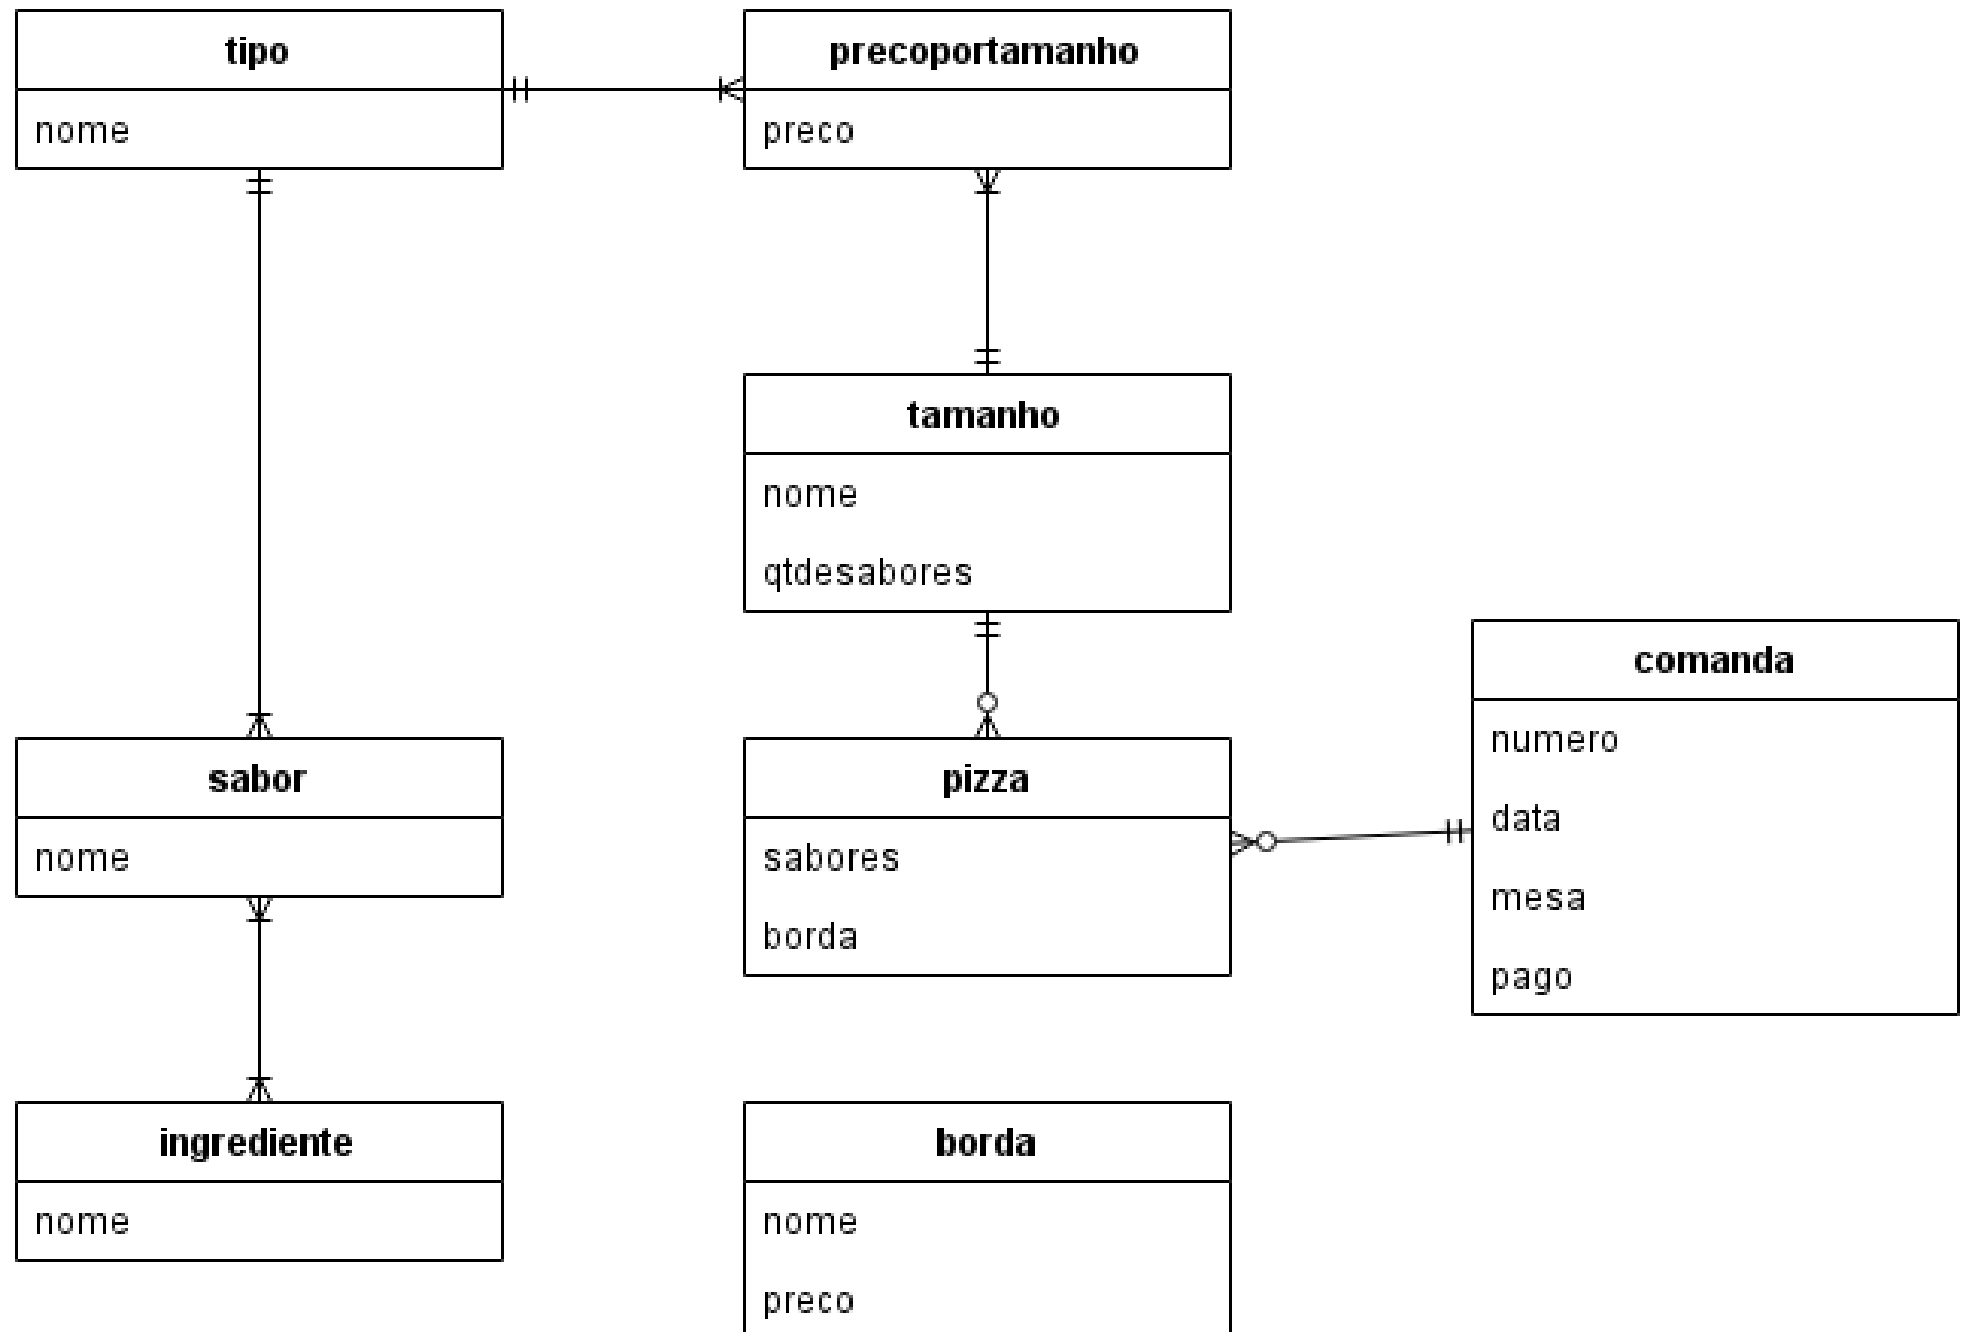 tipo
nome
precoportamanho
preco
tamanho
nome
qtdesabores
comanda
numero
data
mesa
pago
sabor
nome
pizza
sabores
borda
ingrediente
nome
borda
nome
preco